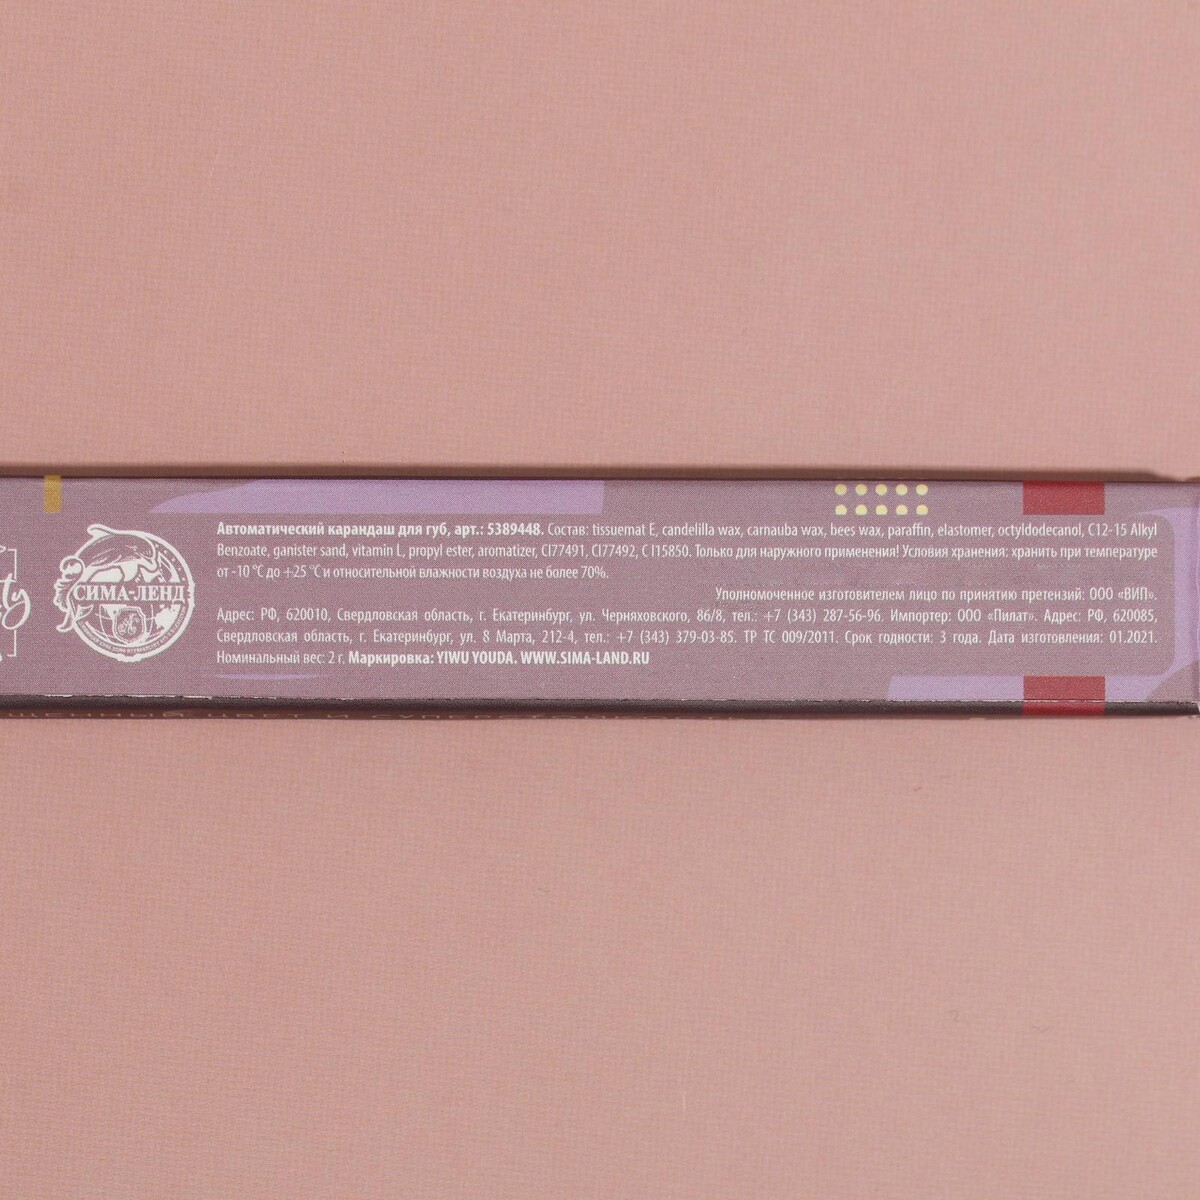 СИМА-ЛЕНД
Автоматический карандаш для губ, арт.: 5389448. Состав: tissuemat E, candelilla wax, carnauba wax, bees wax, paraffin, elastomer, octyldodecanol, C12-15 Alkyl
Benzoate, ganister sand, vitamin L, propyl ester, aromatizer, CI77491, CI77492, C I15850. Только для наружного применения! Условия хранения: хранить при температуре
от -10 °C до +25 °C и относительной влажности воздуха не более 70%.
Уполномоченное изготовителем лицо по принятию претензий: ООО «ВИП».
Адрес: РФ, 620010, Свердловская область, г. Екатеринбург, ул. Черняховского, 86/8, тел.: +7 (343) 287-56-96. Импортер: ООО «Пилат». Адрес: РФ, 620085,
Свердловская область, г. Екатеринбург, ул. 8 Марта, 212-4, тел.: +7 (343) 379-03-85. ТР ТС 009/2011. Срок годности: 3 года. Дата изготовления: 01.2021.
Номинальный вес: 2 г. Маркировка: YIWU YOUDA. WWW.SIMA-LAND.RU